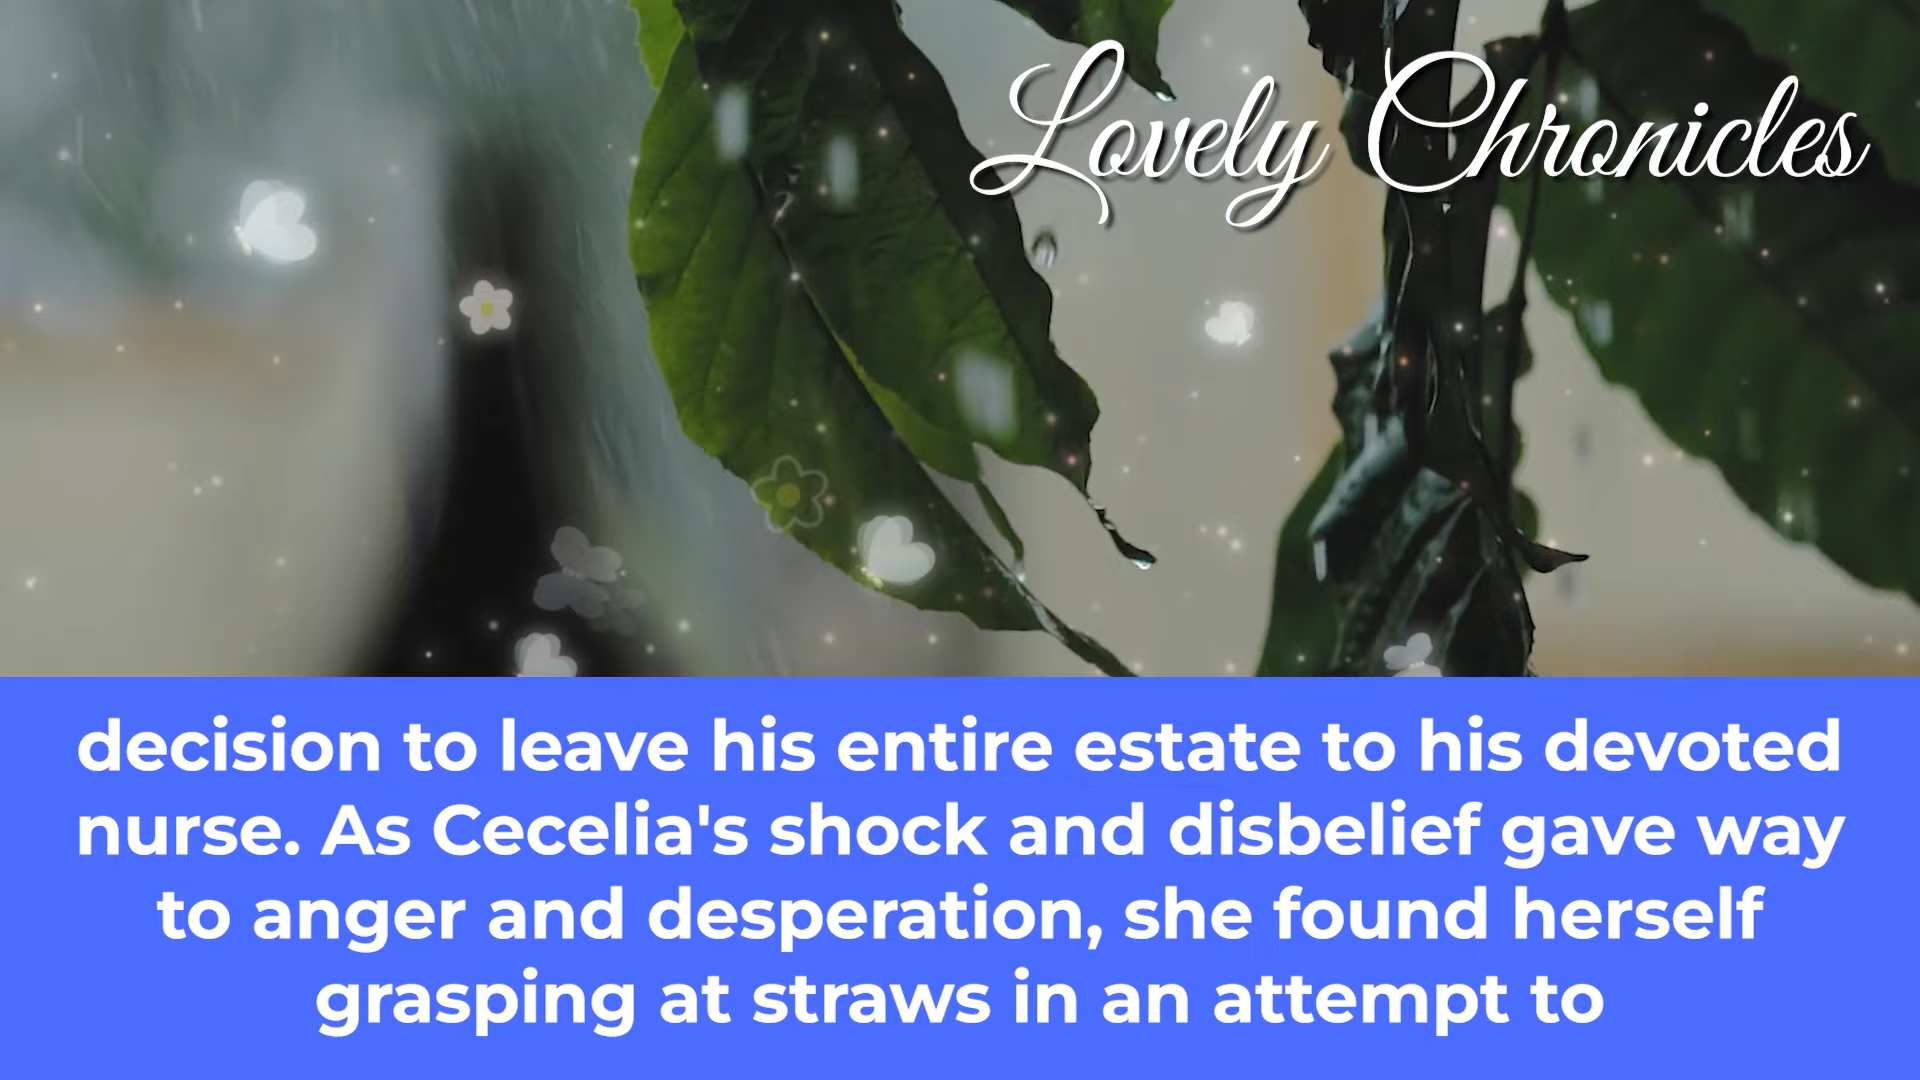 Lovely Chronicles
decision to leave his entire estate to his devoted
nurse. As Cecelia's shock and disbelief gave way
to anger and desperation, she found herself
grasping at straws in an attempt to